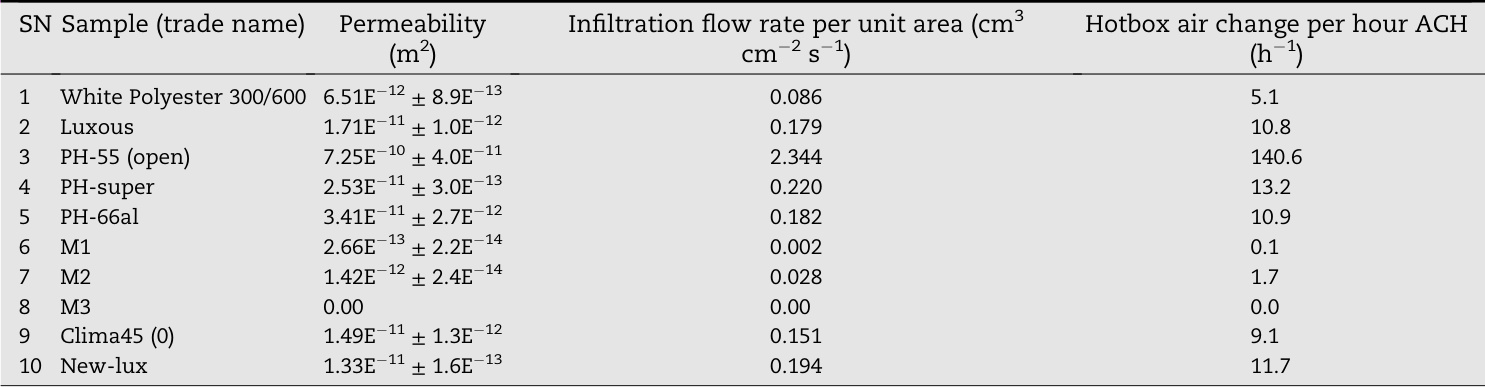 SN Sample (trade name) Permeability (m²) Infiltration flow rate per unit area (cm³ cm⁻² s⁻¹) Hotbox air change per hour ACH (h⁻¹)
1 White Polyester 300/600 6.51E⁻¹² ± 8.9E⁻¹³ 0.086 5.1
2 Luxous 1.71E⁻¹¹ ± 1.0E⁻¹² 0.179 10.8
3 PH-55 (open) 7.25E⁻¹⁰ ± 4.0E⁻¹¹ 2.344 140.6
4 PH-super 2.53E⁻¹¹ ± 3.0E⁻¹³ 0.220 13.2
5 PH-66al 3.41E⁻¹¹ ± 2.7E⁻¹² 0.182 10.9
6 M1 2.66E⁻¹³ ± 2.2E⁻¹⁴ 0.002 0.1
7 M2 1.42E⁻¹² ± 2.4E⁻¹⁴ 0.028 1.7
8 M3 0.00 0.00 0.0
9 Clima45 (0) 1.49E⁻¹¹ ± 1.3E⁻¹² 0.151 9.1
10 New-lux 1.33E⁻¹¹ ± 1.6E⁻¹³ 0.194 11.7